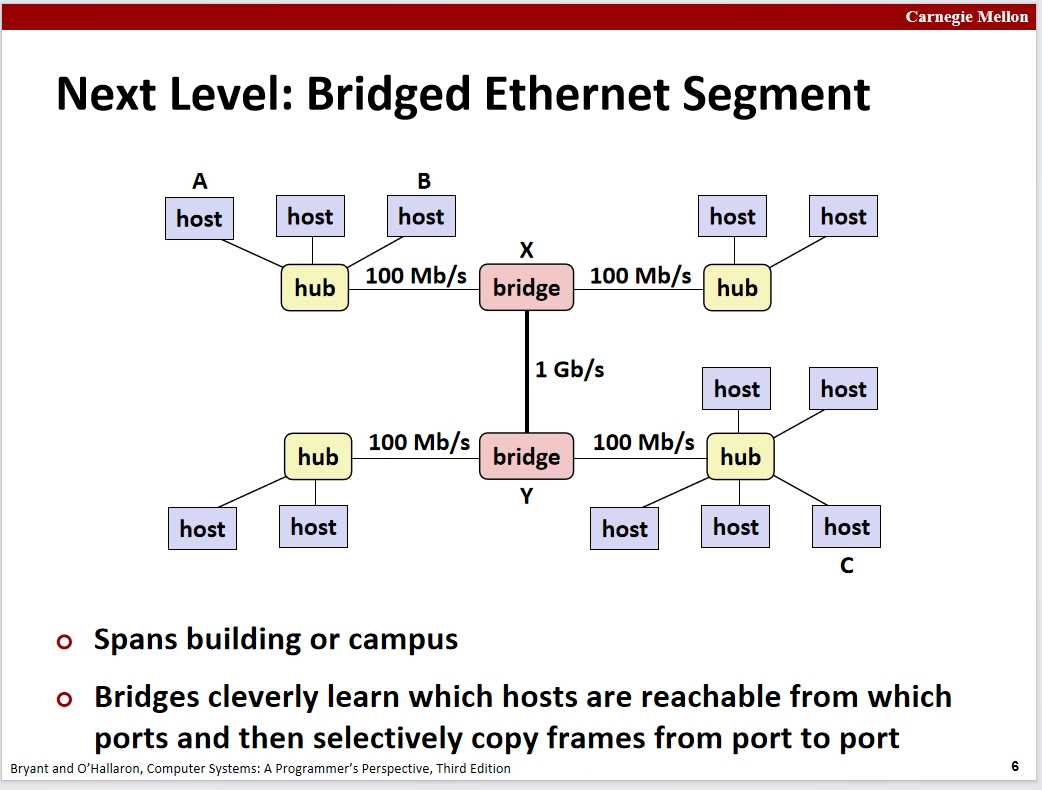 Carnegie Mellon
Next Level: Bridged Ethernet Segment
A B
host host host host host
X
hub 100 Mb/s bridge 100 Mb/s hub
1 Gb/s
host host
hub 100 Mb/s bridge 100 Mb/s hub
Y
host host host host host
C
Spans building or campus
Bridges cleverly learn which hosts are reachable from which
ports and then selectively copy frames from port to port
Bryant and O’Hallaron, Computer Systems: A Programmer’s Perspective, Third Edition
6